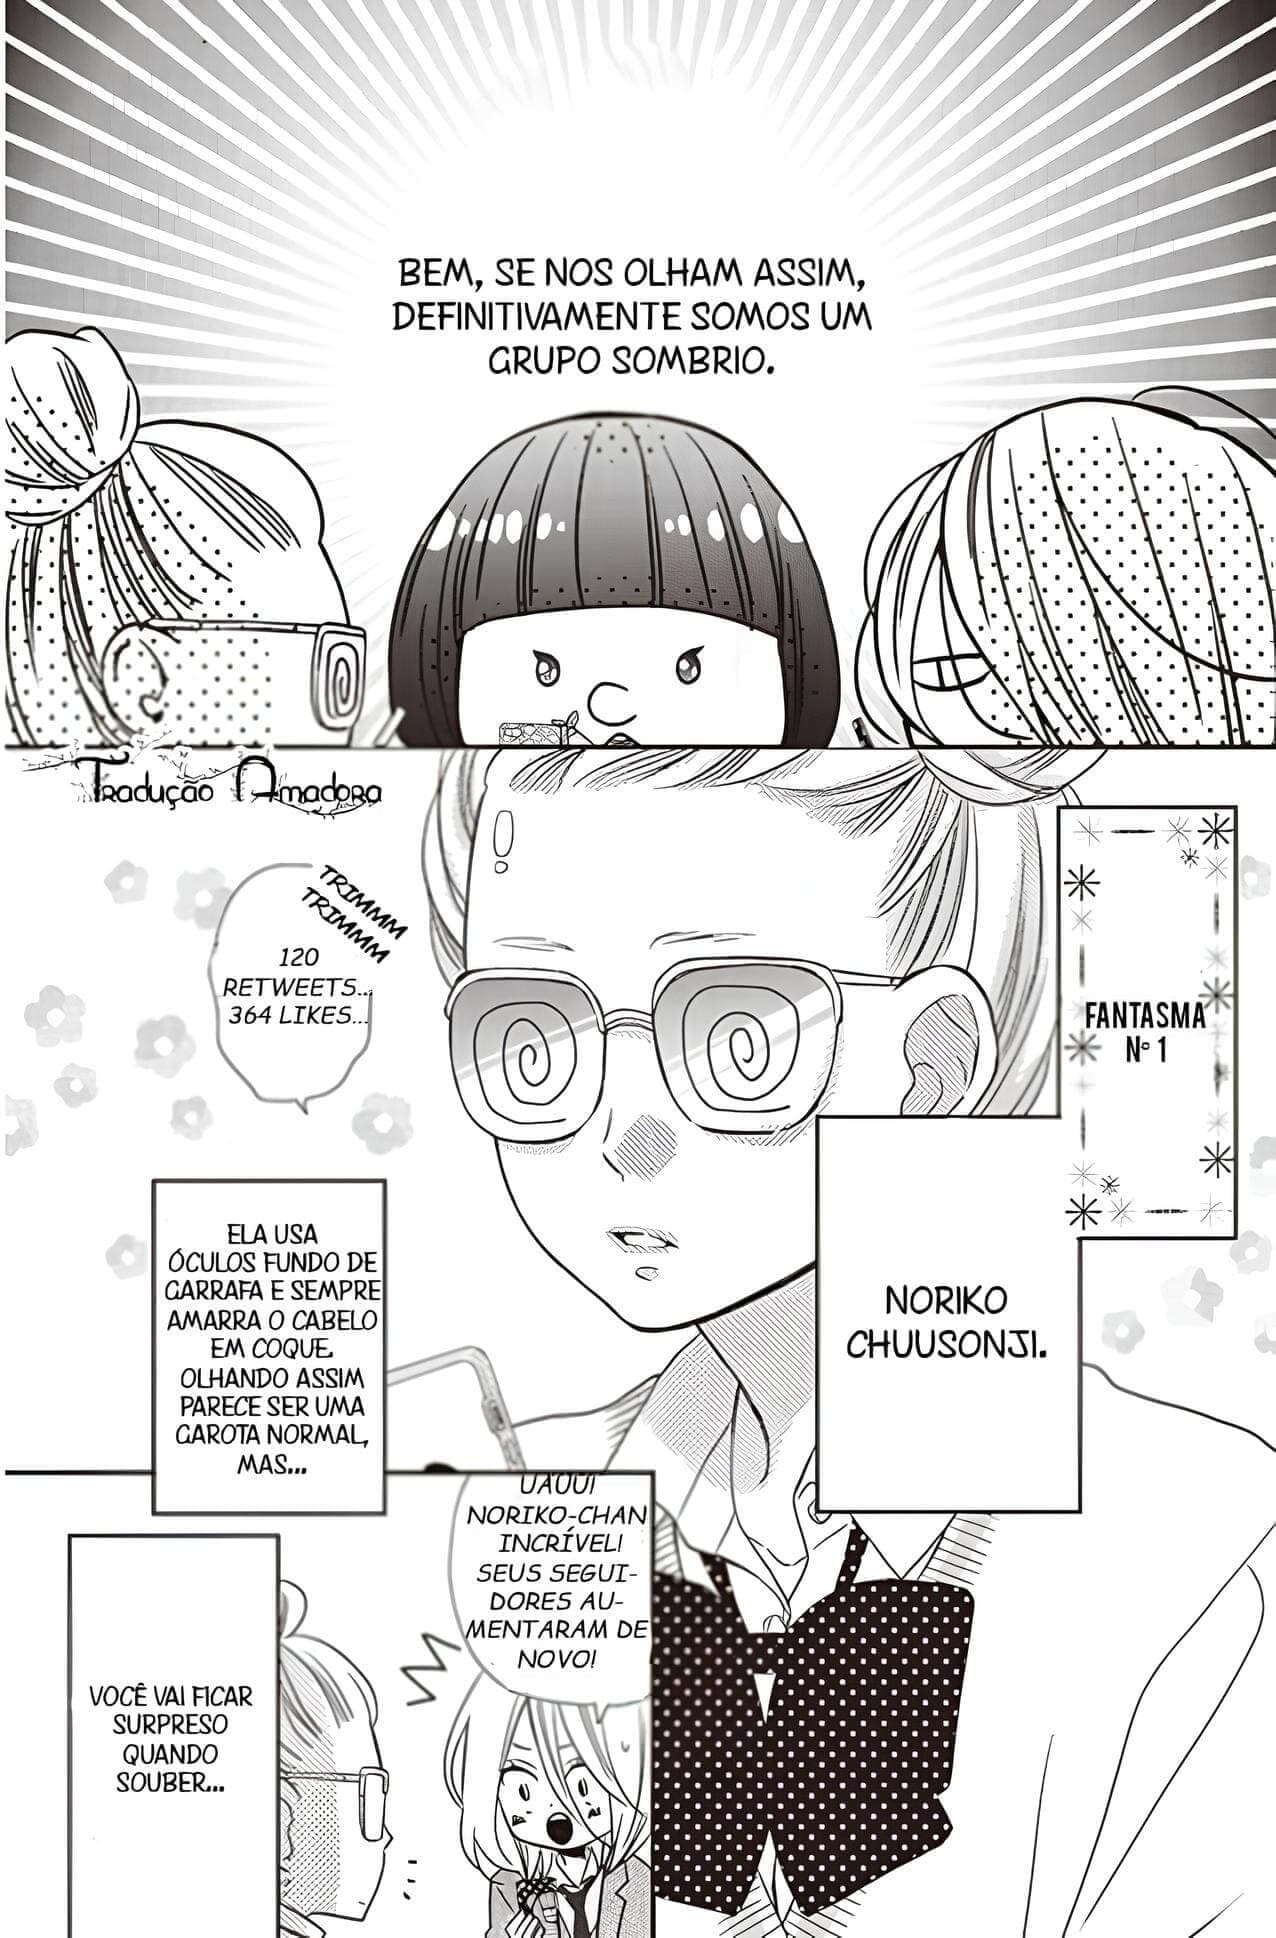 BEM, SE NOS OLHAM ASSIM,
DEFINITIVAMENTE SOMOS UM
GRUPO SOMBRIO.
Tradução Amadora
TRIMMM
TRIMMM
120
RETWEETS...
364 LIKES...
FANTASMA
Nº 1
NORIKO
CHUUSONJI.
ELA USA
ÓCULOS FUNDO DE
GARRAFA E SEMPRE
AMARRA O CABELO
EM COQUE.
OLHANDO ASSIM
PARECE SER UMA
GAROTA NORMAL,
MAS...
UAUU!
NORIKO-CHAN
INCRÍVEL!
SEUS SEGUI-
DORES AU-
MENTARAM DE
NOVO!
VOCÊ VAI FICAR
SURPRESO
QUANDO
SOUBER...